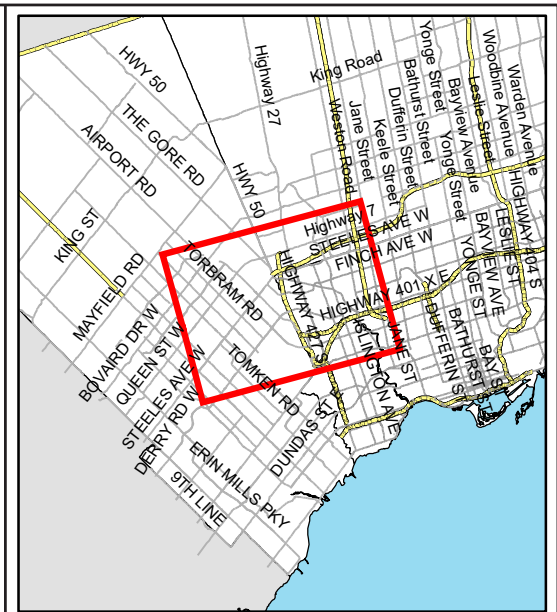 HWY 50
Highway 27
King Road
Yonge Street
Bathurst Street
Dufferin Street
Keele Street
Jane Street
Weston Road
Woodbine Avenue
Warden Avenue
Leslie Street
Bayview Avenue
Yonge Street
THE GORE RD
AIRPORT RD
HWY 50
KING ST
MAYFIELD RD
Highway 7
STEELES AVE W
FINCH AVE W
HIGHWAY 404 S
LESLIE ST
BAYVIEW AVE
YONGE ST
TORBRAM RD
HIGHWAY 427 S
HIGHWAY 401 X E
BOVAIRD DR W
QUEEN ST W
STEELES AVE W
DERRY RD W
TOMKEN RD
ISLINGTON AVE
JANE ST
DUFFERIN ST
BATHURST ST
BAY ST
DUNDAS ST
ERIN MILLS PKY
9TH LINE